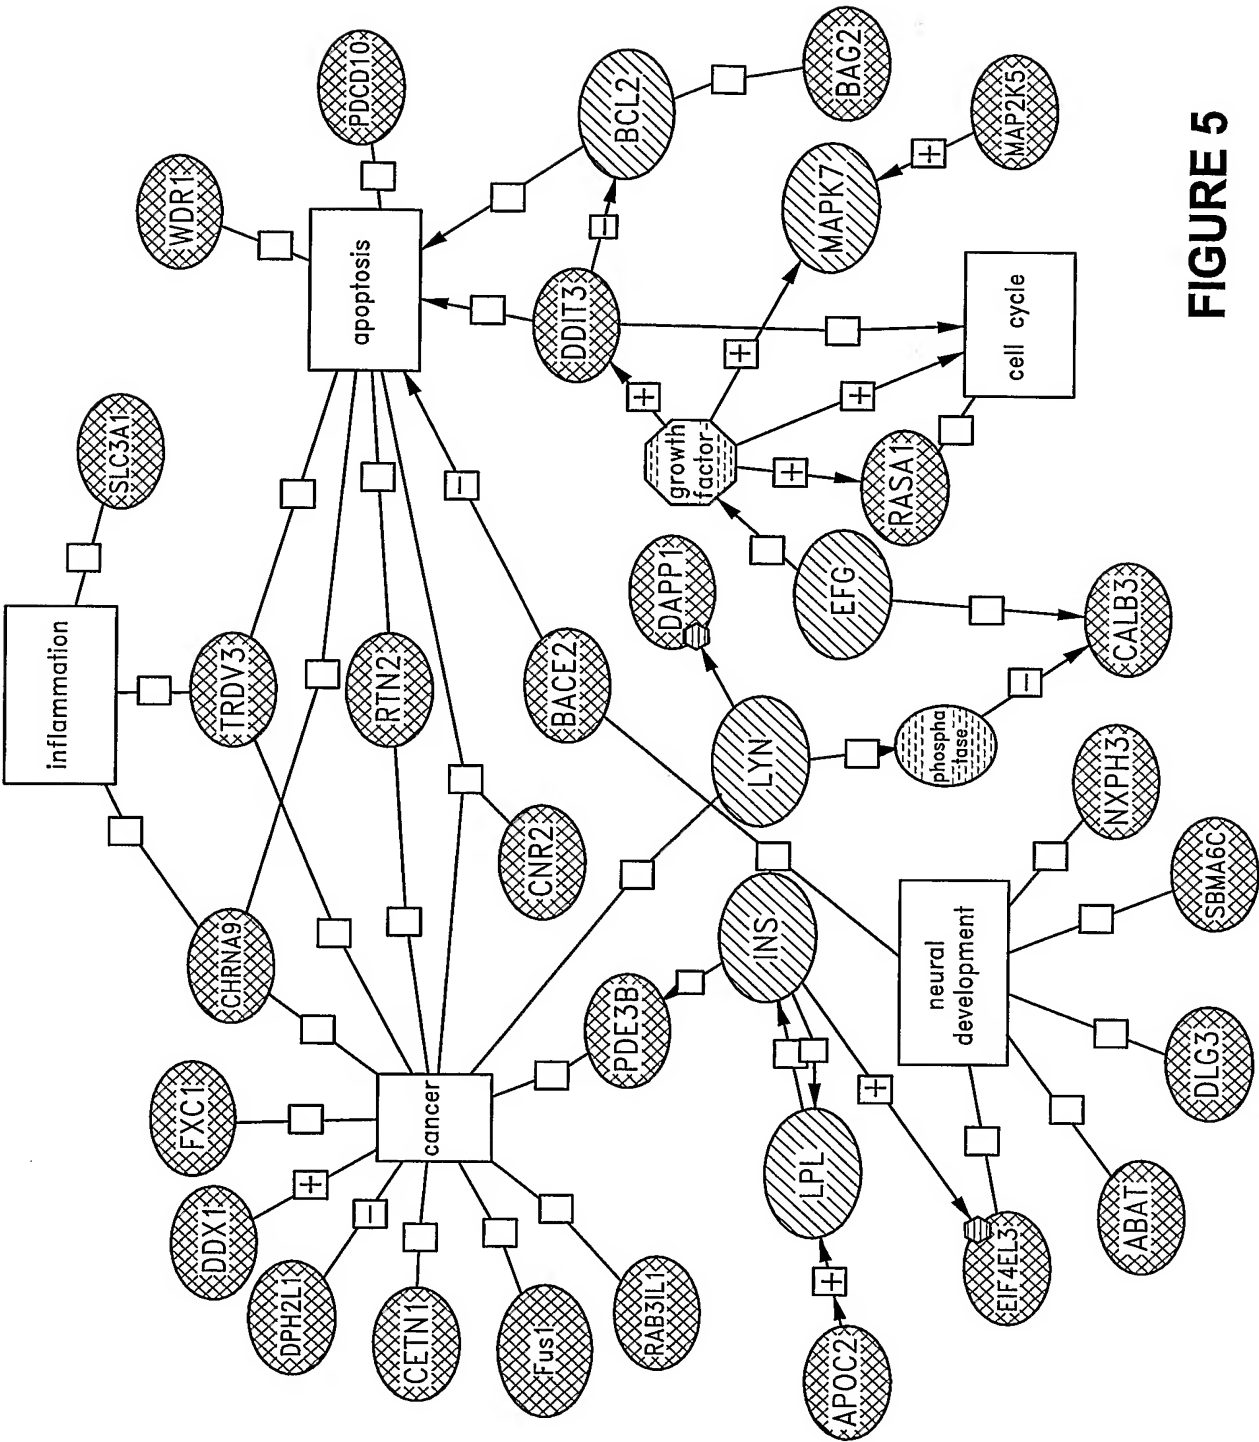 inflammation
SLC3A1
WDR1
FXC1
DDX1
CHRNA9
TRDV3
DPH2L1
+
PDCD10
apoptosis
−
RTN2
CETN1
cancer
−
Fus1
CNR2
BACE2
DDIT3
−
BCL2
RAB3IL1
PDE3B
DAPP1
+
growth
factor
+
INS
LYN
LPL
+
EFG
MAPK7
+
APOC2
+
BAG2
+
RASA1
+
phospha
tase
neural
development
EIF4EL3
cell cycle
MAP2K5
−
NXPH3
CALB3
ABAT
DLG3
SBMA6C
FIGURE 5